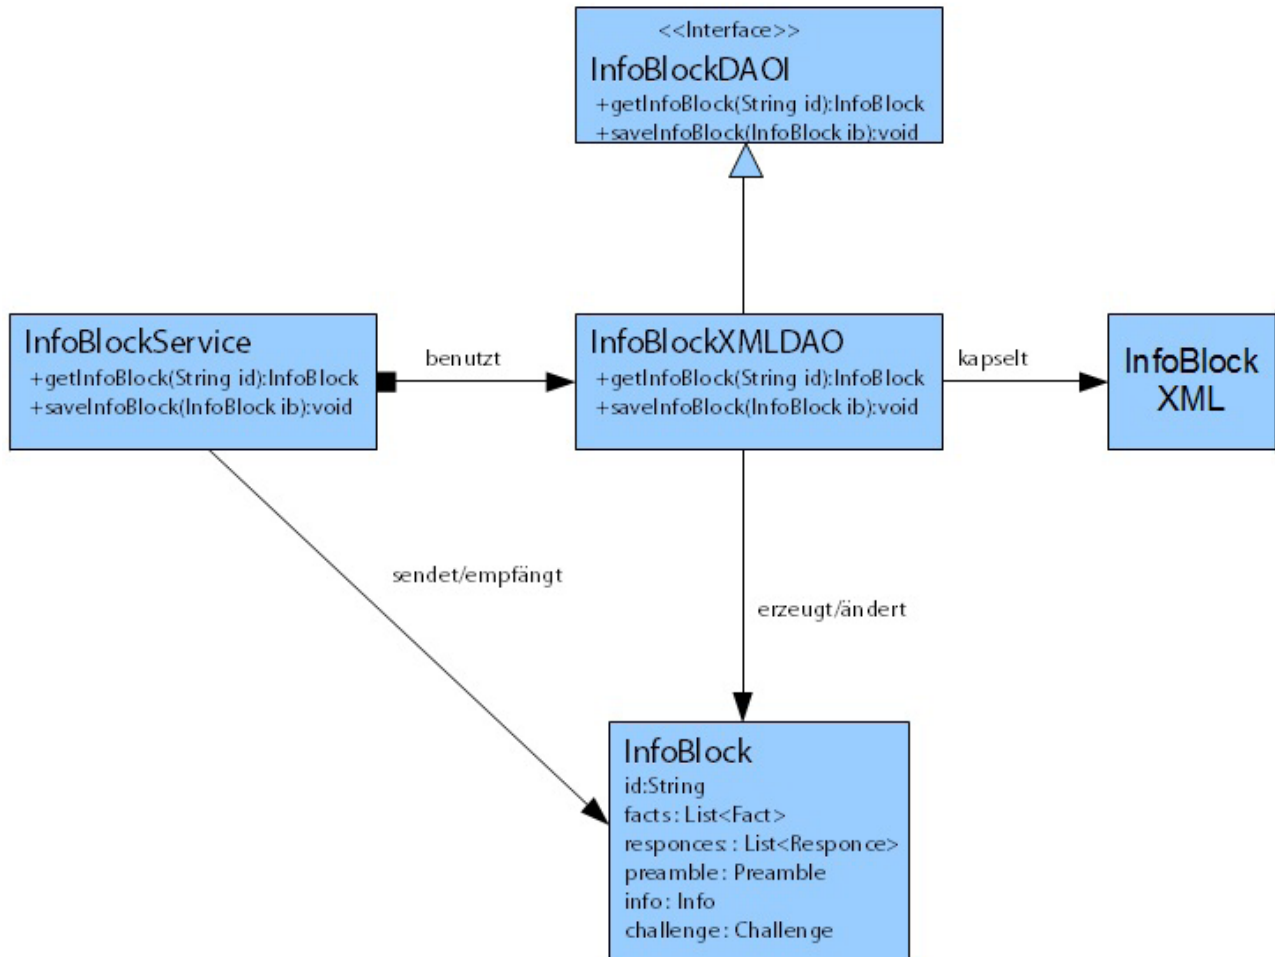 <<Interface>>
InfoBlockDAOI
+getInfoBlock(String id):InfoBlock
+saveInfoBlock(InfoBlock ib):void
InfoBlockService
+getInfoBlock(String id):InfoBlock
+saveInfoBlock(InfoBlock ib):void
benutzt
InfoBlockXMLDAO
+getInfoBlock(String id):InfoBlock
+saveInfoBlock(InfoBlock ib):void
kapselt
InfoBlock
XML
sendet/empfängt
erzeugt/ändert
InfoBlock
id:String
facts : List<Fact>
responces: : List<Responce>
preamble : Preamble
info : Info
challenge : Challenge